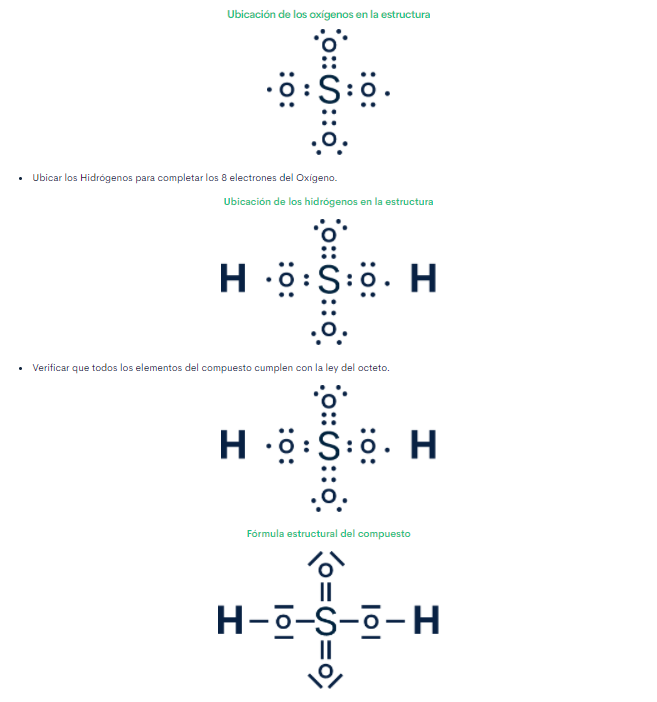 Ubicación de los oxígenos en la estructura
O
O : S : O
O
• Ubicar los Hidrógenos para completar los 8 electrones del Oxígeno.
Ubicación de los hidrógenos en la estructura
O
H · O : S : O . H
O
• Verificar que todos los elementos del compuesto cumplen con la ley del octeto.
O
H · O : S : O . H
O
Fórmula estructural del compuesto
O
H – O – S – O – H
O